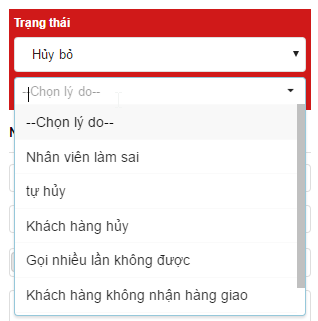 Trạng thái
Hủy bỏ
--Chọn lý do--
--Chọn lý do--
Nhân viên làm sai
tự hủy
Khách hàng hủy
Gọi nhiều lần không được
Khách hàng không nhận hàng giao